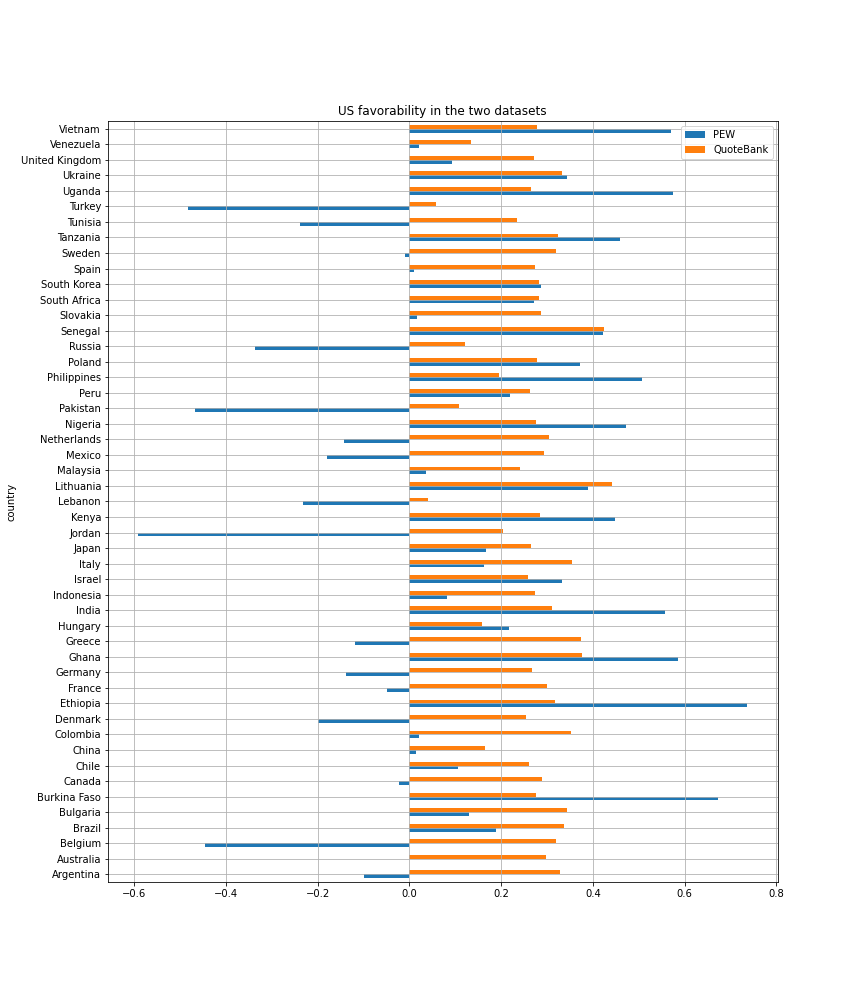 US favorability in the two datasets
PEW
QuoteBank
Vietnam
Venezuela
United Kingdom
Ukraine
Uganda
Turkey
Tunisia
Tanzania
Sweden
Spain
South Korea
South Africa
Slovakia
Senegal
Russia
Poland
Philippines
Peru
Pakistan
Nigeria
Netherlands
Mexico
Malaysia
Lithuania
Lebanon
Kenya
Jordan
Japan
Italy
Israel
Indonesia
India
Hungary
Greece
Ghana
Germany
France
Ethiopia
Denmark
Colombia
China
Chile
Canada
Burkina Faso
Bulgaria
Brazil
Belgium
Australia
Argentina
country
−0.6 −0.4 −0.2 0.0 0.2 0.4 0.6 0.8